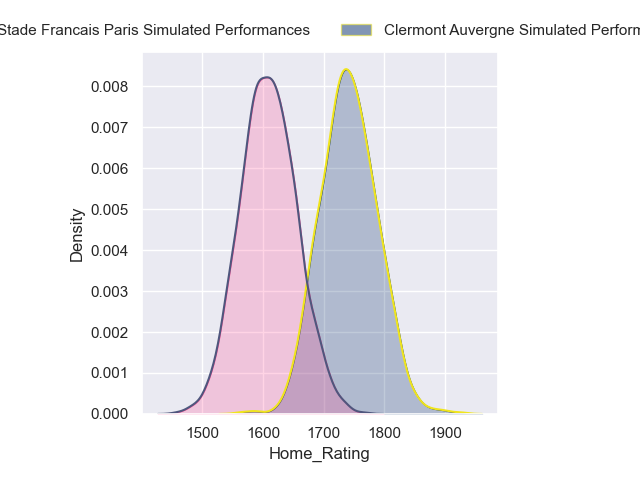 Stade Francais Paris Simulated Performances
Clermont Auvergne Simulated Perform
0.008
0.007
0.006
0.005
0.004
0.003
0.002
0.001
0.000
Density
1500 1600 1700 1800 1900
Home_Rating